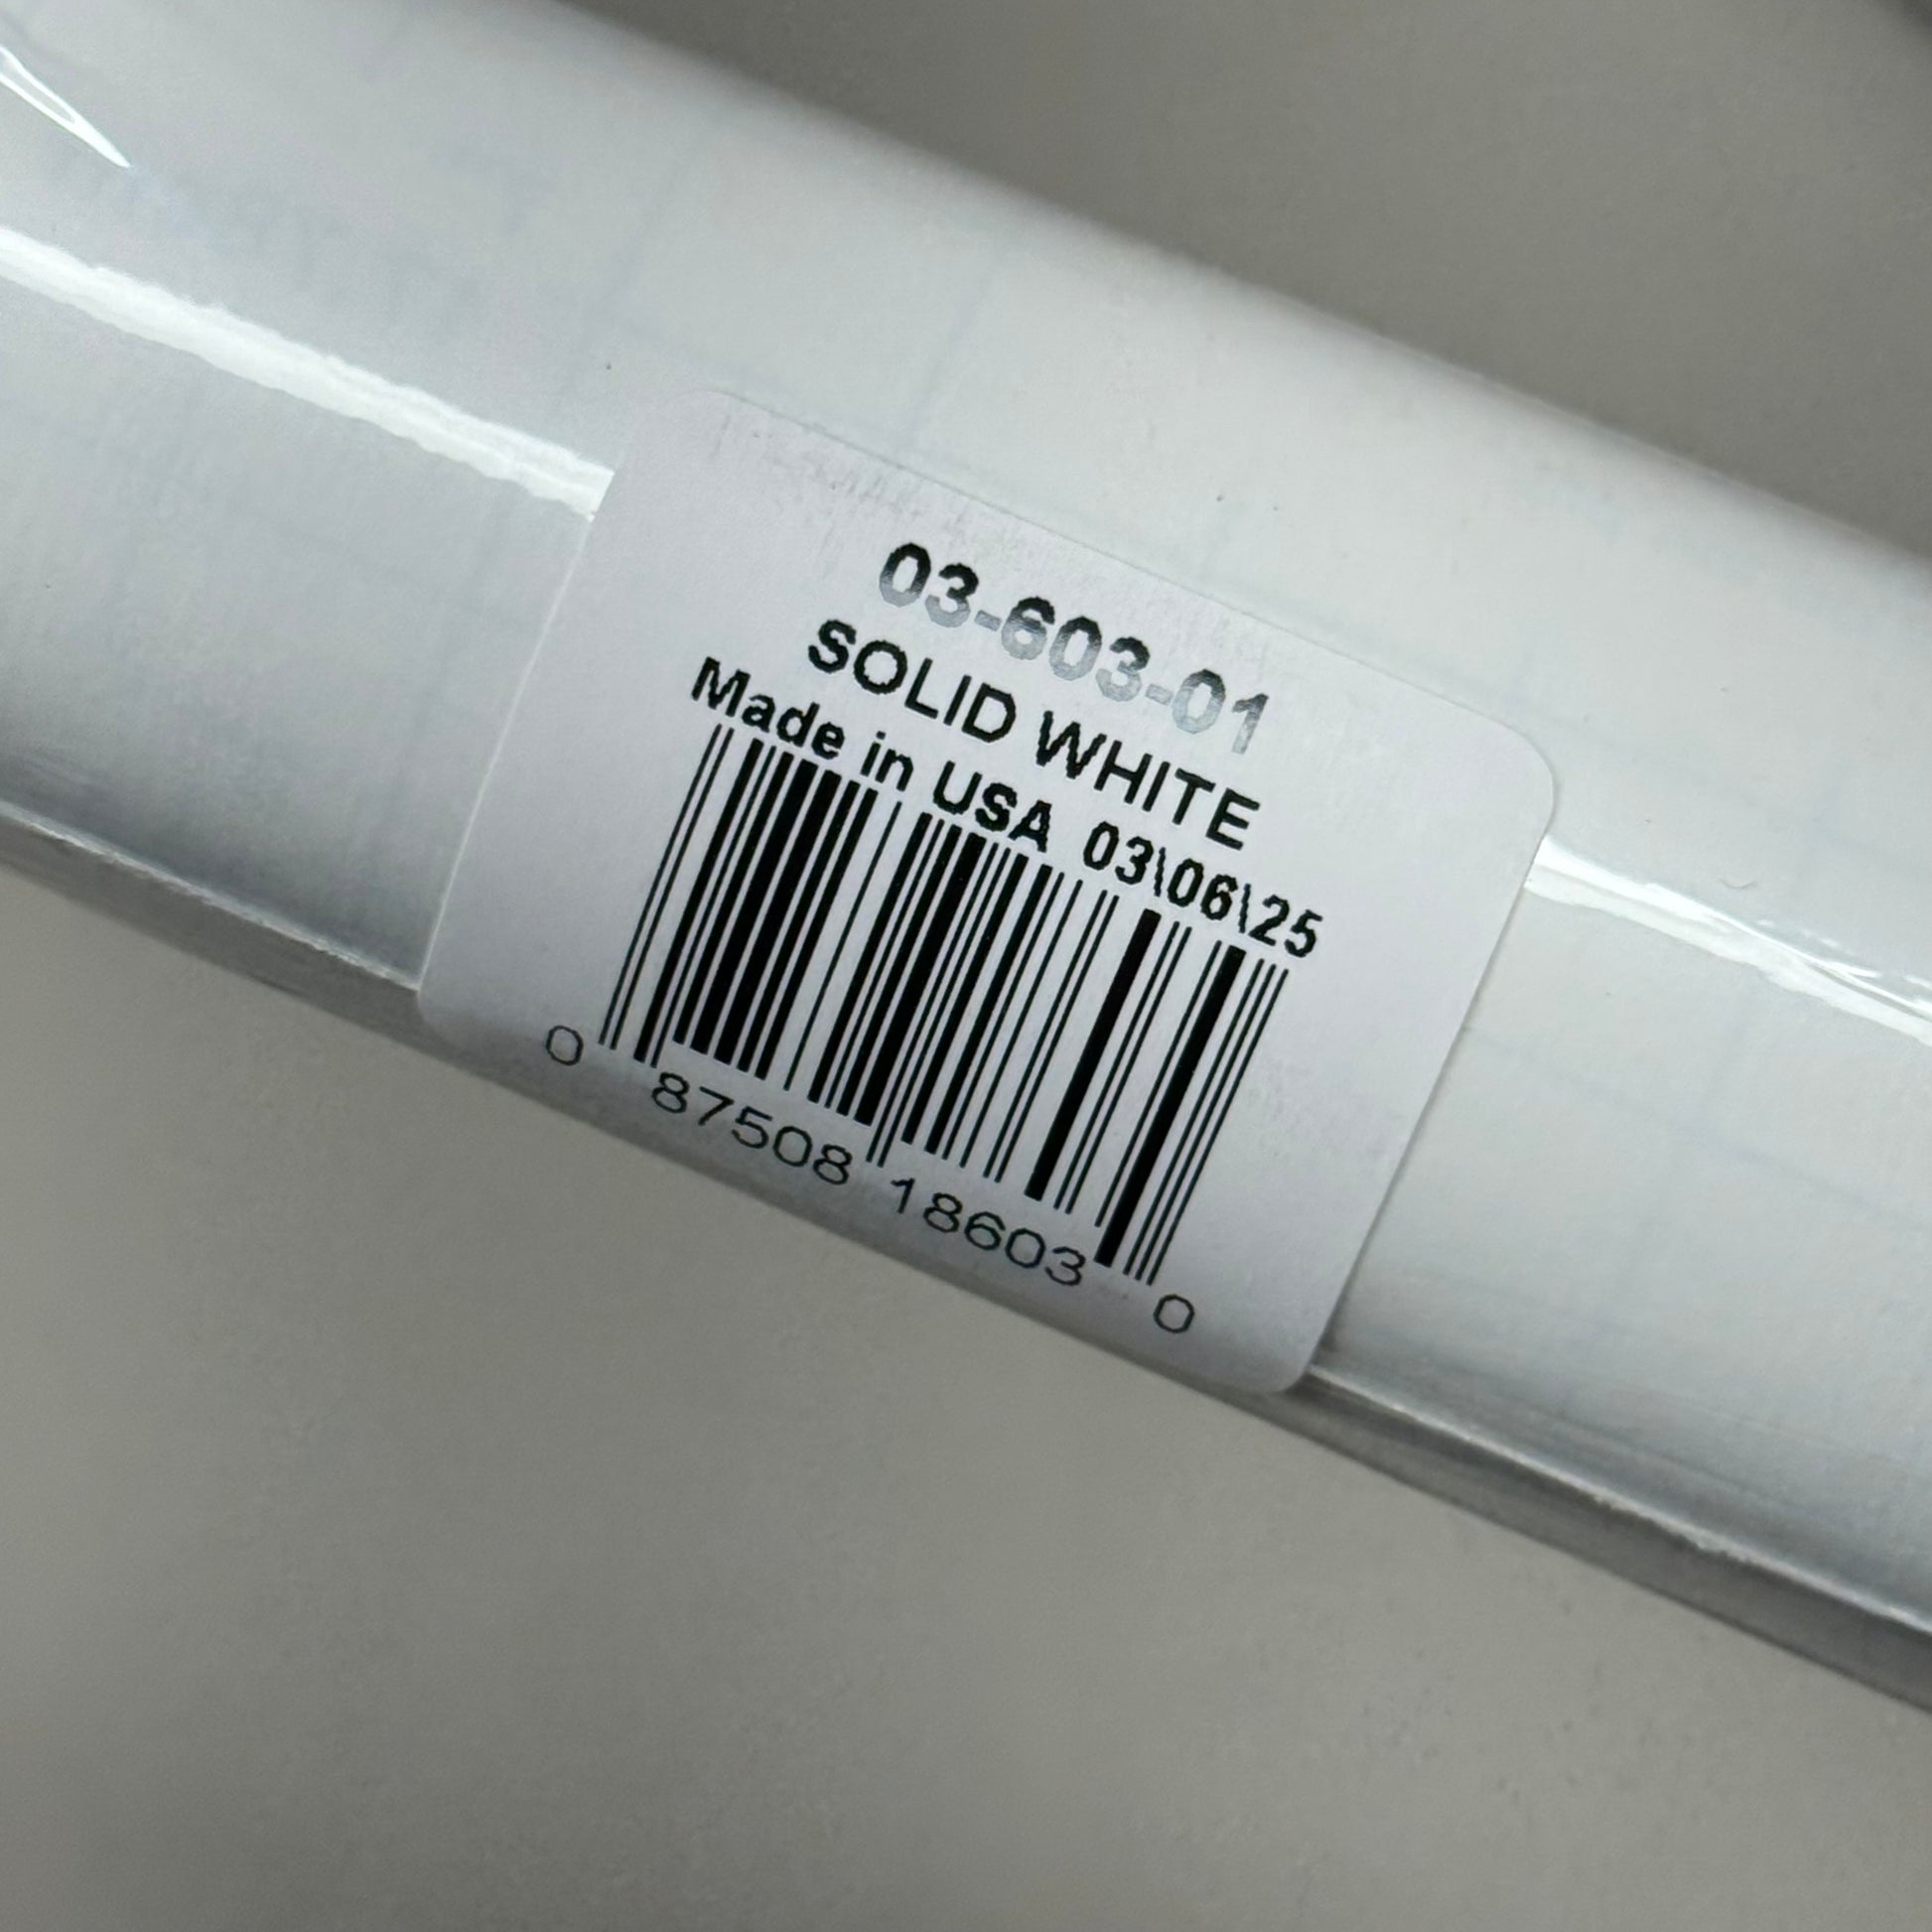 03-603-01
SOLID WHITE
Made in USA 03\06\25
0 87508 18603 0